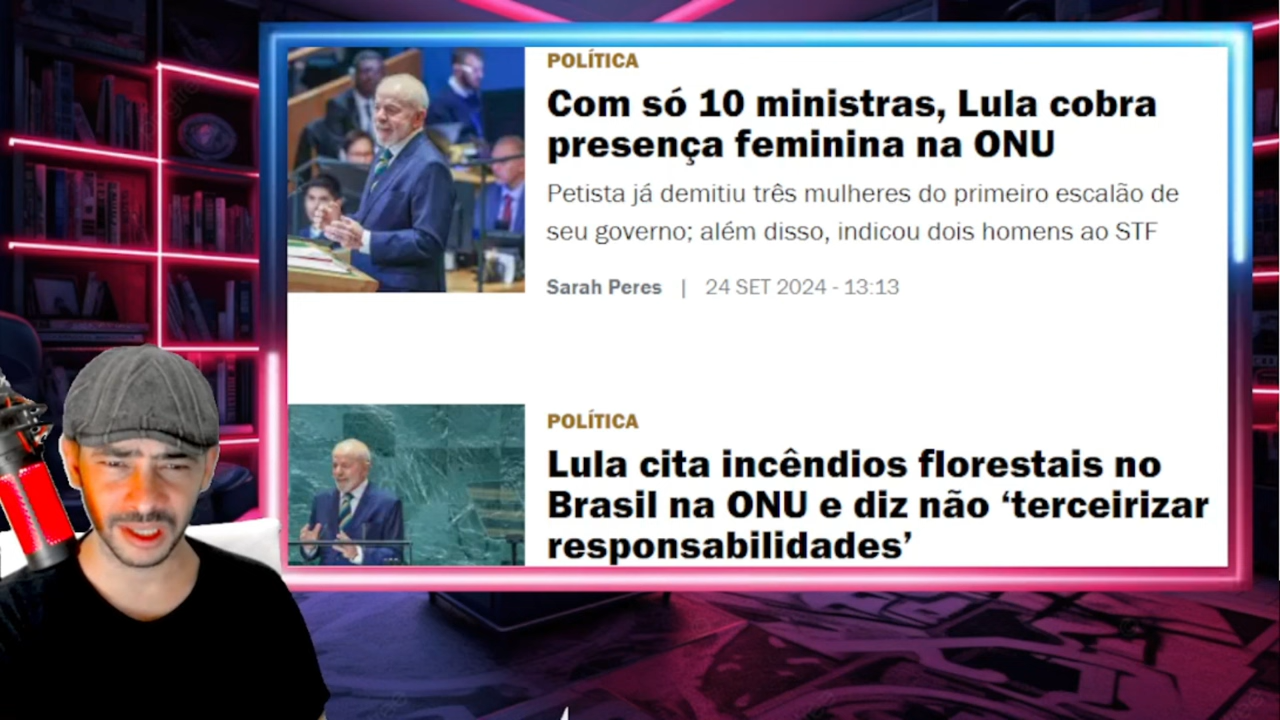 POLÍTICA
Com só 10 ministras, Lula cobra
presença feminina na ONU
Petista já demitiu três mulheres do primeiro escalão de
seu governo; além disso, indicou dois homens ao STF
Sarah Peres | 24 SET 2024 - 13:13
POLÍTICA
Lula cita incêndios florestais no
Brasil na ONU e diz não ‘terceirizar
responsabilidades’